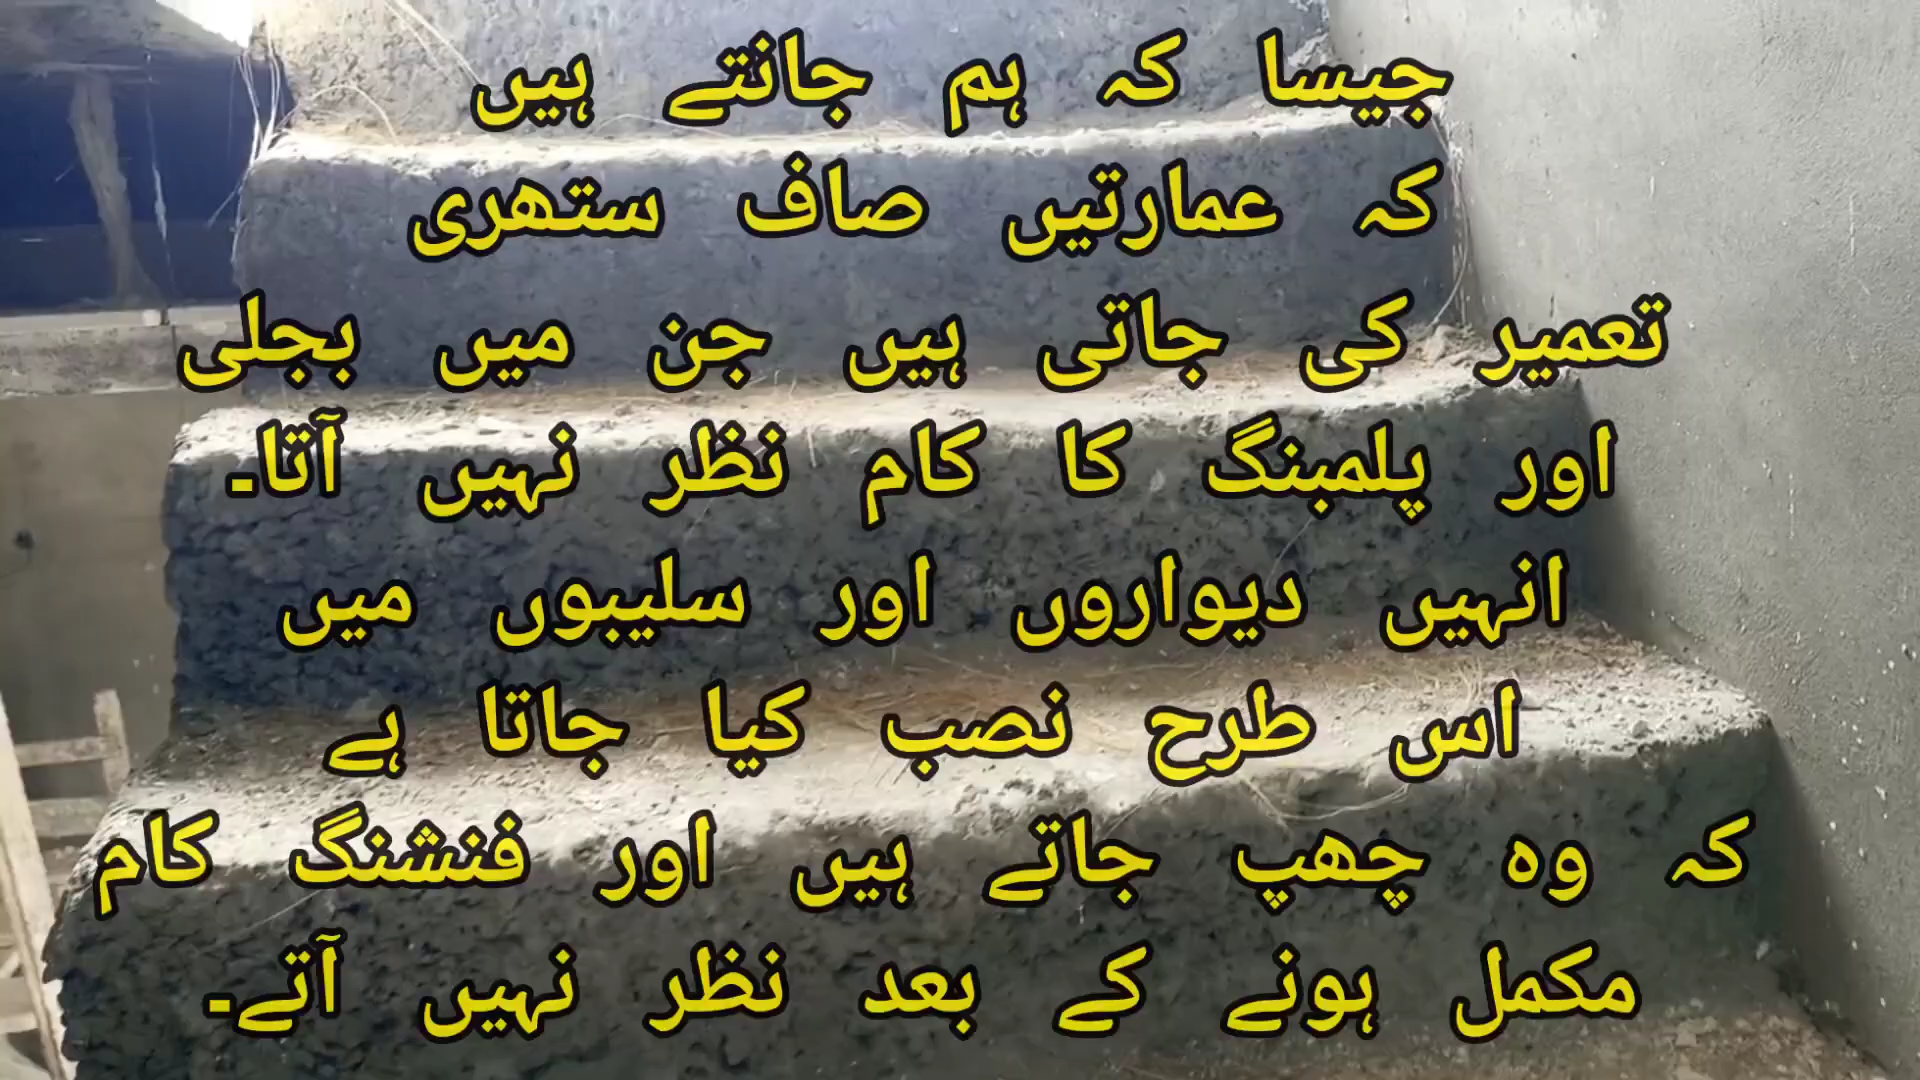 جیسا کہ ہم جانتے ہیں
کہ عمارتیں صاف ستھری
تعمیر کی جاتی ہیں جن میں بجلی
اور پلمبنگ کا کام نظر نہیں آتا۔
انہیں دیواروں اور سلیبوں میں
اس طرح نصب کیا جاتا ہے
کہ وہ چھپ جاتے ہیں اور فنشنگ کام
مکمل ہونے کے بعد نظر نہیں آتے۔